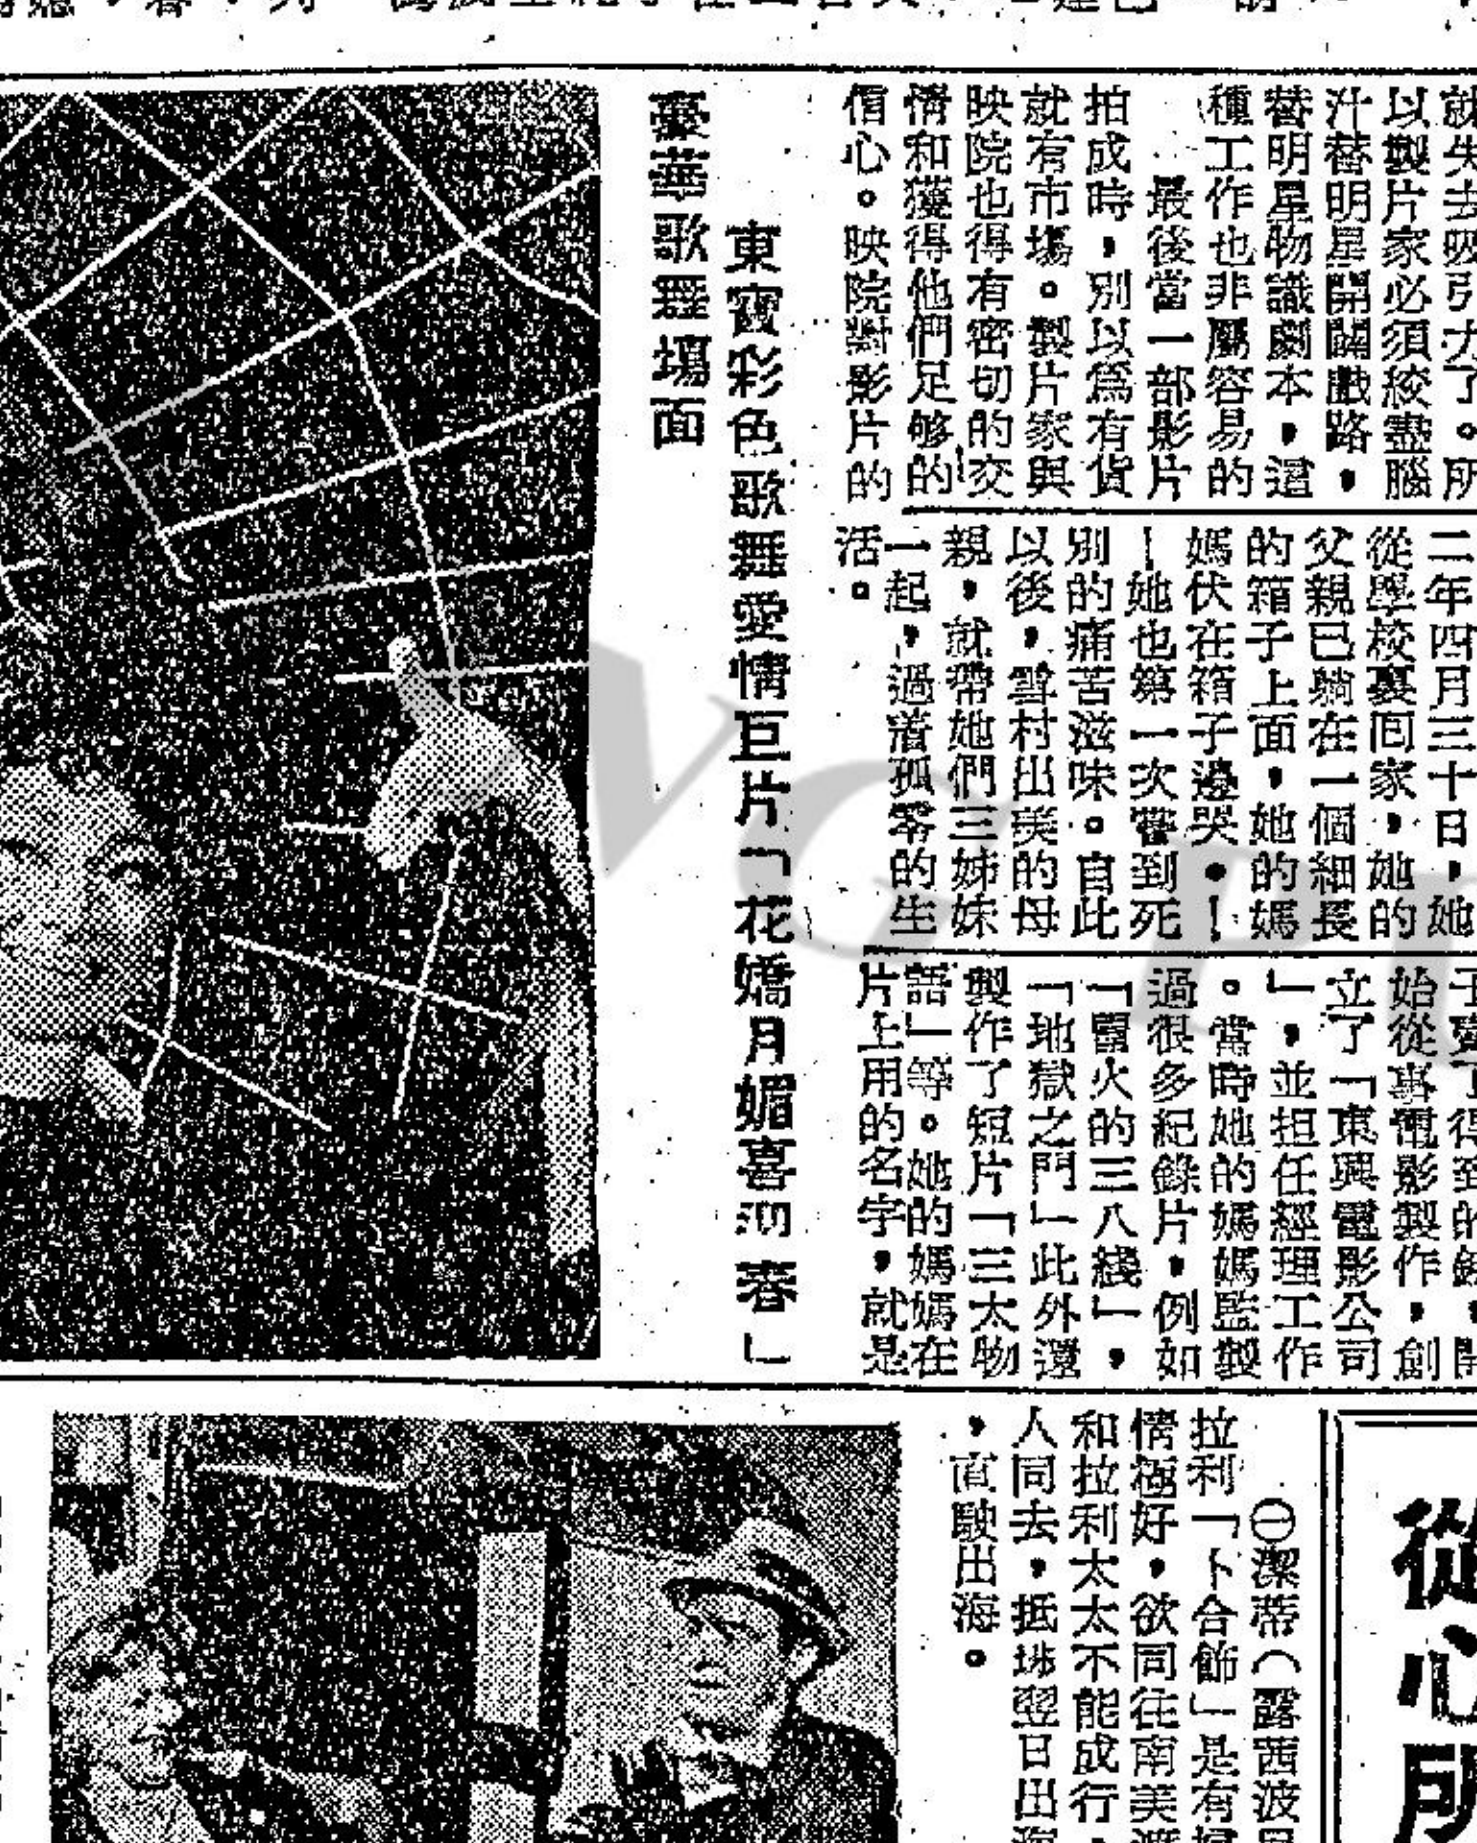 就失去吸引力了。所
以製片家必須絞盡腦
汁替明星開闢戲路，
替明星物識劇本，這
種工作也非屬容易的
最後當一部影片
拍成時，別以為有貨
就有市場。製片家與
映院也得有密切的交
情和獲得他們足够的
信心。映院對影片的
二年四月三十日，她
從學校裏囘家，她的
父親已躺在一個細長
的箱子上面，她的媽
媽伏在箱子邊哭。！
！她也第一次嘗到死
別的痛苦滋味。自此
以後，雪村出美的母
親，就帶她們三姊妹
一起，過着孤零的生
活。
始從事電影製作，創
立了「東興電影公司
」，並担任經理工作
。當時她的媽媽監製
過很多紀錄片，例如
「烽火的三八綫」，
「地獄之門」此外還
製作了短片「三太物
語」等。她的媽媽在
片上用的名字，就是
東寶彩色歌舞愛情巨片「花嬌月媚喜洄春」
豪華歌舞場面
從心所
㊀潔蒂（露西波
拉利「卜合飾」是有
情極好，欲同往南美
和拉利太太不能成行，
人同去，抵埗翌日出
，直駛出海。